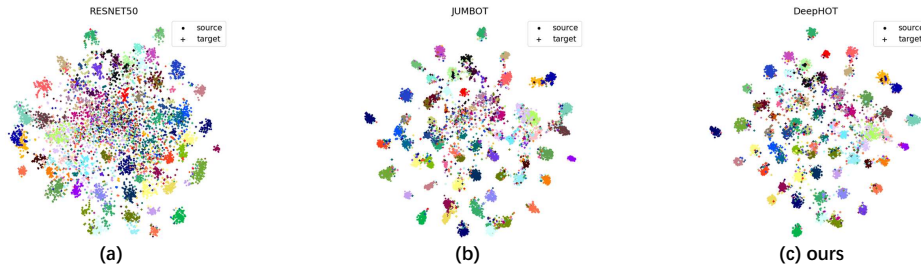 RESNET50
source
target
(a)
JUMBOT
source
target
(b)
DeepHOT
source
target
(c) ours